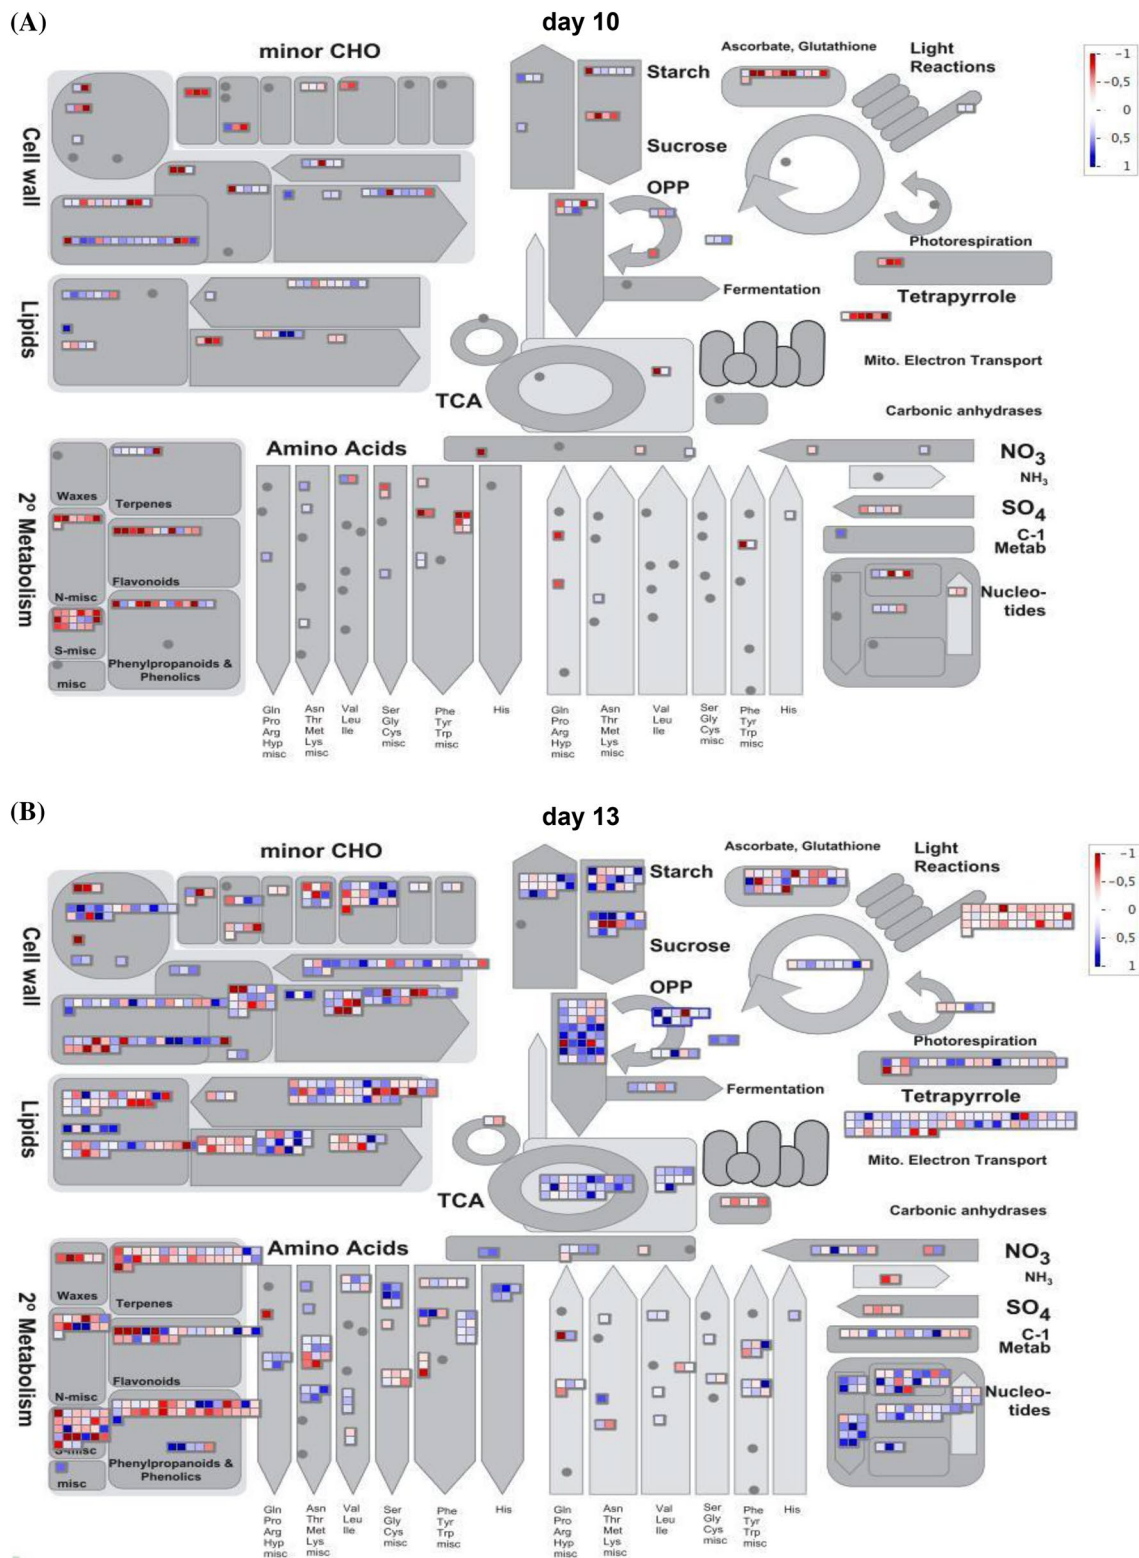 (A)
day 10
minor CHO
Starch
Sucrose
OPP
Ascorbate, Glutathione
Light
Reactions
-1
-0,5
0
0,5
1
Cell wall
Photorespiration
Tetrapyrrole
Fermentation
Lipids
TCA
Mito. Electron Transport
Carbonic anhydrases
2º Metabolism
Waxes
Terpenes
N-misc
Flavonoids
S-misc
misc
Phenylpropanoids &
Phenolics
Amino Acids
NO3
NH3
SO4
C-1
Metab
Nucleo-
tides
Gln
Pro
Arg
Hyp
misc
Asn
Thr
Met
Lys
misc
Val
Leu
Ile
Ser
Gly
Cys
misc
Phe
Tyr
Trp
misc
His
Gln
Pro
Arg
Hyp
misc
Asn
Thr
Met
Lys
misc
Val
Leu
Ile
Ser
Gly
Cys
misc
Phe
Tyr
Trp
misc
His
(B)
day 13
minor CHO
Starch
Sucrose
OPP
Ascorbate, Glutathione
Light
Reactions
-1
-0,5
0
0,5
1
Cell wall
Photorespiration
Tetrapyrrole
Fermentation
Lipids
TCA
Mito. Electron Transport
Carbonic anhydrases
2º Metabolism
Waxes
Terpenes
N-misc
Flavonoids
S-misc
misc
Phenylpropanoids &
Phenolics
Amino Acids
NO3
NH3
SO4
C-1
Metab
Nucleo-
tides
Gln
Pro
Arg
Hyp
misc
Asn
Thr
Met
Lys
misc
Val
Leu
Ile
Ser
Gly
Cys
misc
Phe
Tyr
Trp
misc
His
Gln
Pro
Arg
Hyp
misc
Asn
Thr
Met
Lys
misc
Val
Leu
Ile
Ser
Gly
Cys
misc
Phe
Tyr
Trp
misc
His